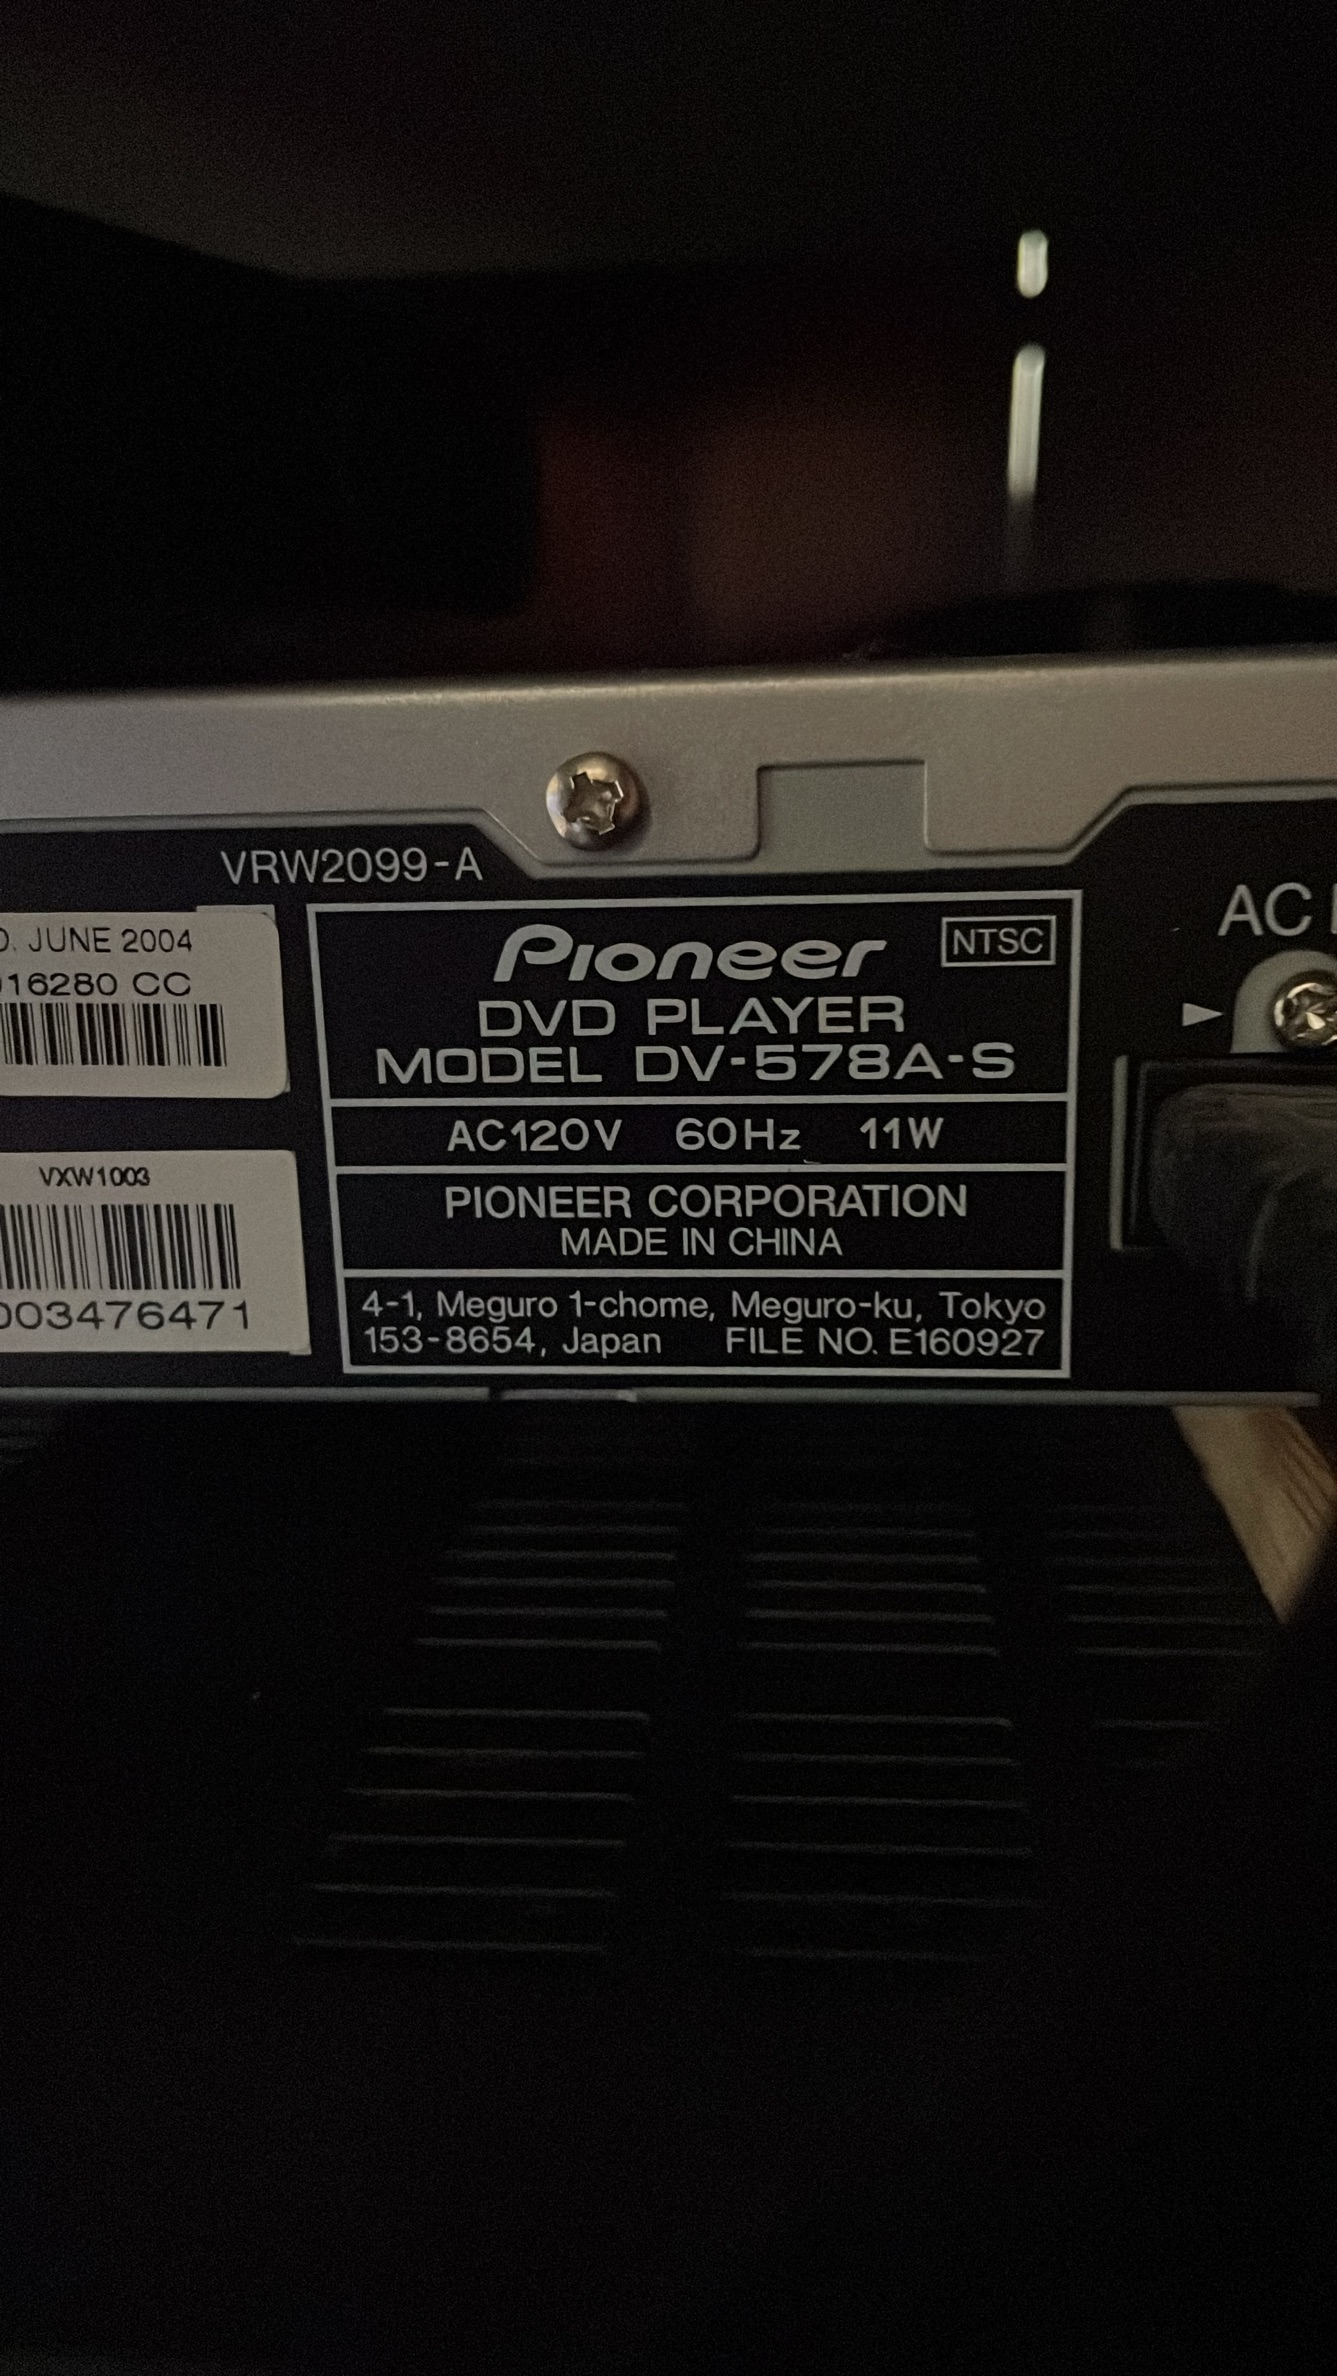 VRW2099-A
JUNE 2004
16280 CC
VXW1003
003476471
Pioneer
NTSC
DVD PLAYER
MODEL DV-578A-S
AC120V 60Hz 11W
PIONEER CORPORATION
MADE IN CHINA
4-1, Meguro 1-chome, Meguro-ku, Tokyo
153-8654, Japan FILE NO. E160927
AC